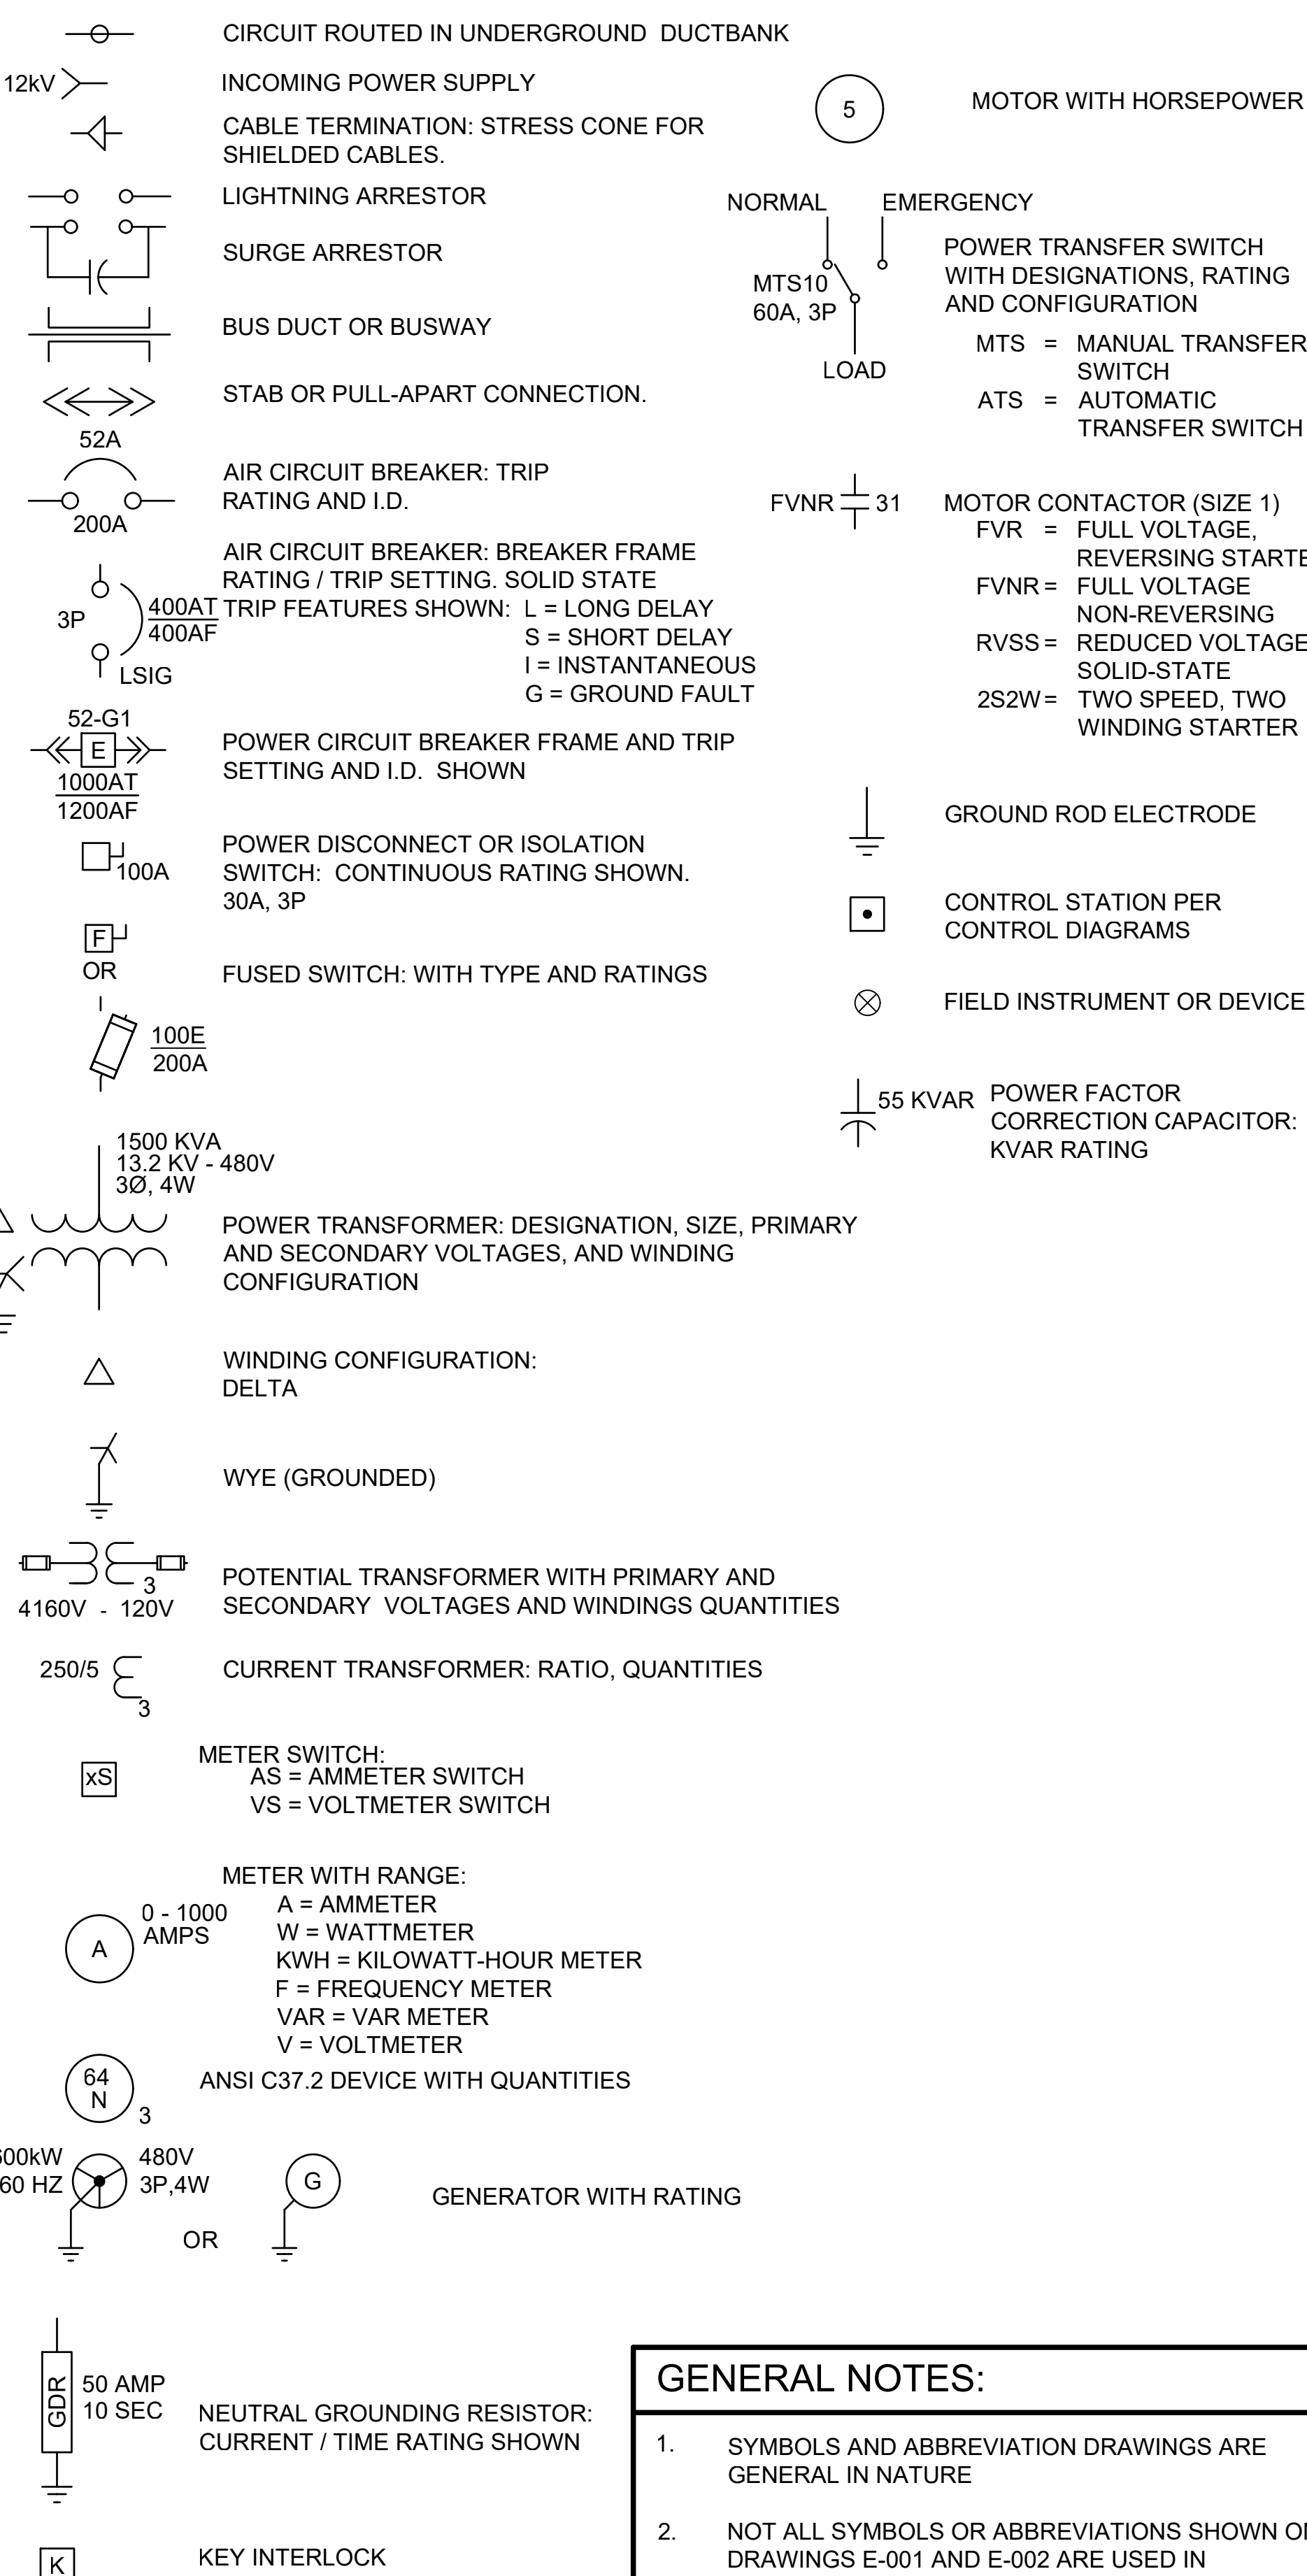 CIRCUIT ROUTED IN UNDERGROUND DUCTBANK
12kV
INCOMING POWER SUPPLY
CABLE TERMINATION: STRESS CONE FOR
SHIELDED CABLES.
LIGHTNING ARRESTOR
SURGE ARRESTOR
BUS DUCT OR BUSWAY
STAB OR PULL-APART CONNECTION.
52A
200A
AIR CIRCUIT BREAKER: TRIP
RATING AND I.D.
3P
400AT
400AF
LSIG
AIR CIRCUIT BREAKER: BREAKER FRAME
RATING / TRIP SETTING. SOLID STATE
TRIP FEATURES SHOWN: L = LONG DELAY
S = SHORT DELAY
I = INSTANTANEOUS
G = GROUND FAULT
52-G1
E
1000AT
1200AF
POWER CIRCUIT BREAKER FRAME AND TRIP
SETTING AND I.D. SHOWN
100A
POWER DISCONNECT OR ISOLATION
SWITCH: CONTINUOUS RATING SHOWN.
30A, 3P
F
OR
FUSED SWITCH: WITH TYPE AND RATINGS
100E
200A
1500 KVA
13.2 KV - 480V
3Ø, 4W
POWER TRANSFORMER: DESIGNATION, SIZE, PRIMARY
AND SECONDARY VOLTAGES, AND WINDING
CONFIGURATION
WINDING CONFIGURATION:
DELTA
WYE (GROUNDED)
3
4160V - 120V
POTENTIAL TRANSFORMER WITH PRIMARY AND
SECONDARY VOLTAGES AND WINDINGS QUANTITIES
250/5
3
CURRENT TRANSFORMER: RATIO, QUANTITIES
xS
METER SWITCH:
AS = AMMETER SWITCH
VS = VOLTMETER SWITCH
A
0 - 1000
AMPS
METER WITH RANGE:
A = AMMETER
W = WATTMETER
KWH = KILOWATT-HOUR METER
F = FREQUENCY METER
VAR = VAR METER
V = VOLTMETER
64
N
3
ANSI C37.2 DEVICE WITH QUANTITIES
60 HZ
480V
3P,4W
OR
G
GENERATOR WITH RATING
GDR
50 AMP
10 SEC
NEUTRAL GROUNDING RESISTOR:
CURRENT / TIME RATING SHOWN
K
KEY INTERLOCK
5
MOTOR WITH HORSEPOWER
NORMAL EMERGENCY
MTS10
60A, 3P
LOAD
POWER TRANSFER SWITCH
WITH DESIGNATIONS, RATING
AND CONFIGURATION
MTS = MANUAL TRANSFER
SWITCH
ATS = AUTOMATIC
TRANSFER SWITCH
FVNR 31
MOTOR CONTACTOR (SIZE 1)
FVR = FULL VOLTAGE,
REVERSING
FVNR = FULL VOLTAGE
NON-REVERSING
RVSS = REDUCED VOLTAGE
SOLID-STATE
2S2W = TWO SPEED, TWO
WINDING STARTER
GROUND ROD ELECTRODE
CONTROL STATION PER
CONTROL DIAGRAMS
FIELD INSTRUMENT OR DEVICE
55 KVAR
POWER FACTOR
CORRECTION CAPACITOR:
KVAR RATING
GENERAL NOTES:
1. SYMBOLS AND ABBREVIATION DRAWINGS ARE
GENERAL IN NATURE
2. NOT ALL SYMBOLS OR ABBREVIATIONS SHOWN
DRAWINGS E-001 AND E-002 ARE USED IN